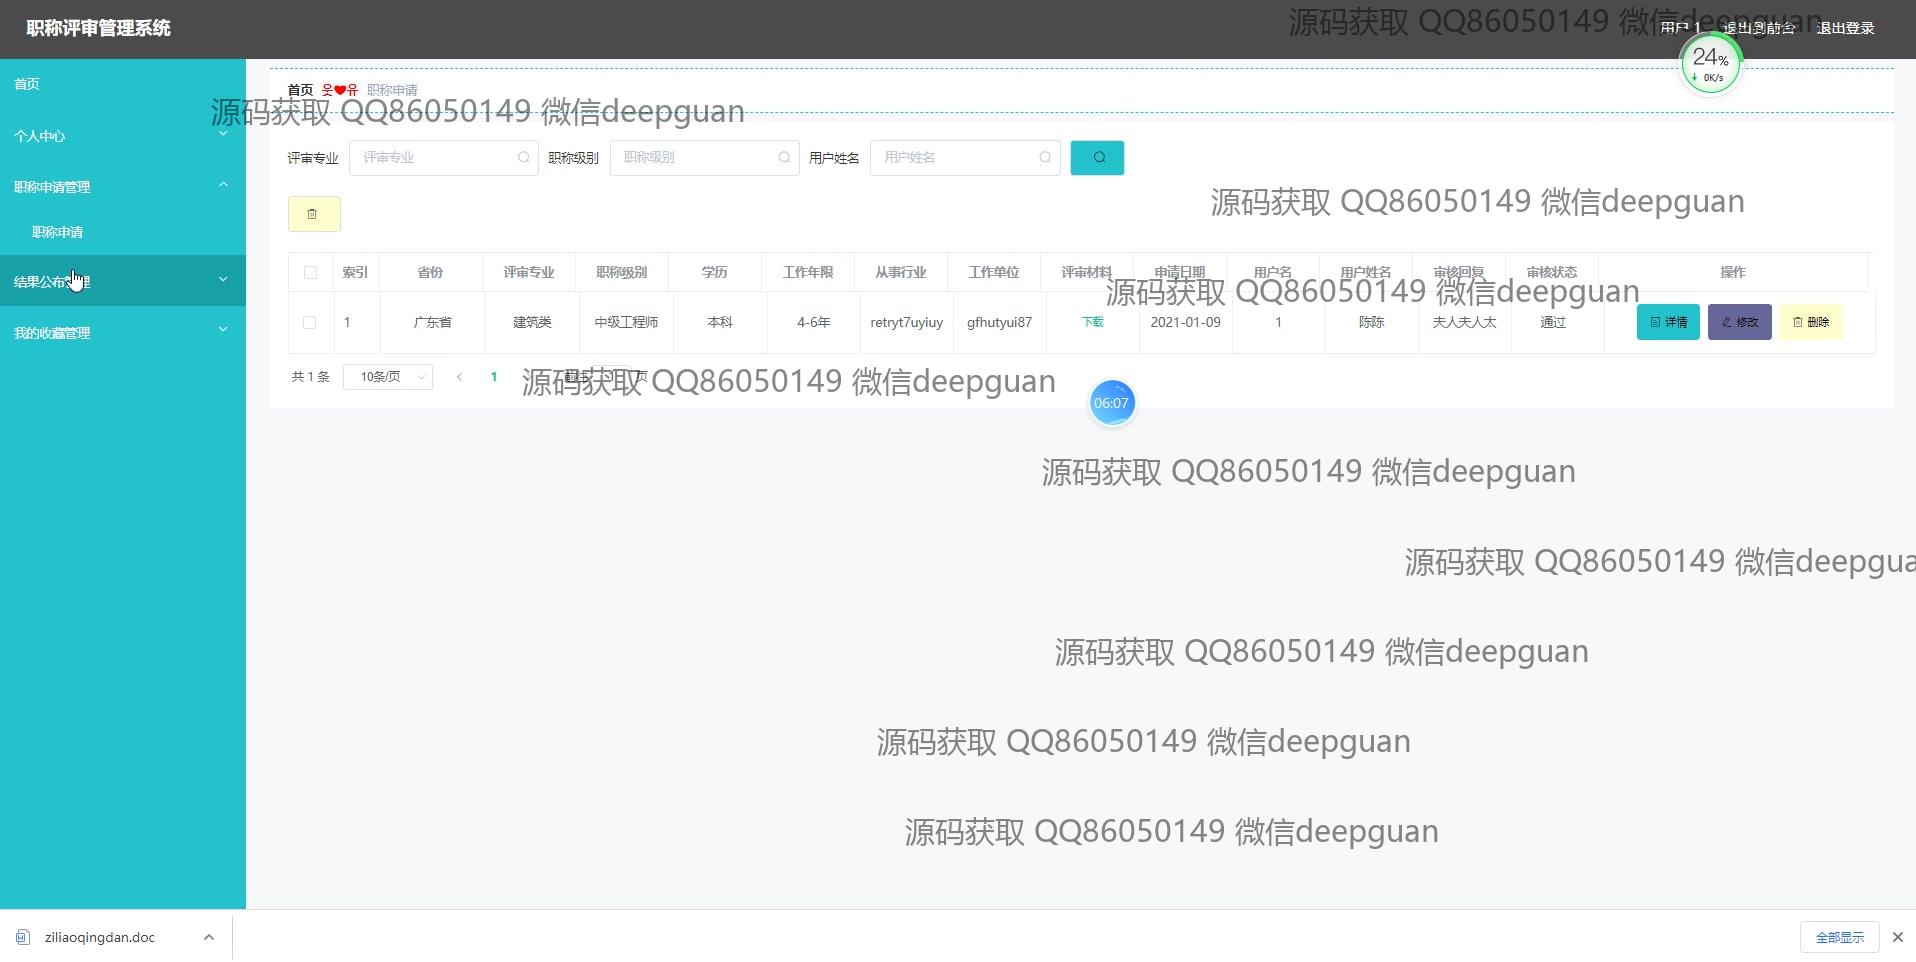 职称评审管理系统
源码获取 QQ86050149 微信deepguan
用户 1 退出到前台 退出登录
24%
↓ 0K/s
首页
个人中心
职称申请管理
职称申请
结果公布管理
我的收藏管理
首页 웃❤유 职称申请
源码获取 QQ86050149 微信deepguan
评审专业 评审专业 职称级别 职称级别 用户姓名 用户姓名
源码获取 QQ86050149 微信deepguan
索引 省份 评审专业 职称级别 学历 工作年限 从事行业 工作单位 评审材料 申请日期 用户名 用户姓名 审核回复 审核状态 操作
源码获取 QQ86050149 微信deepguan
1 广东省 建筑类 中级工程师 本科 4-6年 retryt7uyiuy gfhutyui87 下载 2021-01-09 1 陈陈 夫人夫人太 通过 详情 修改 删除
共 1 条 10条/页 1 前往 1 页
源码获取 QQ86050149 微信deepguan
06:07
源码获取 QQ86050149 微信deepguan
源码获取 QQ86050149 微信deepgua
源码获取 QQ86050149 微信deepguan
源码获取 QQ86050149 微信deepguan
源码获取 QQ86050149 微信deepguan
ziliaoqingdan.doc
全部显示